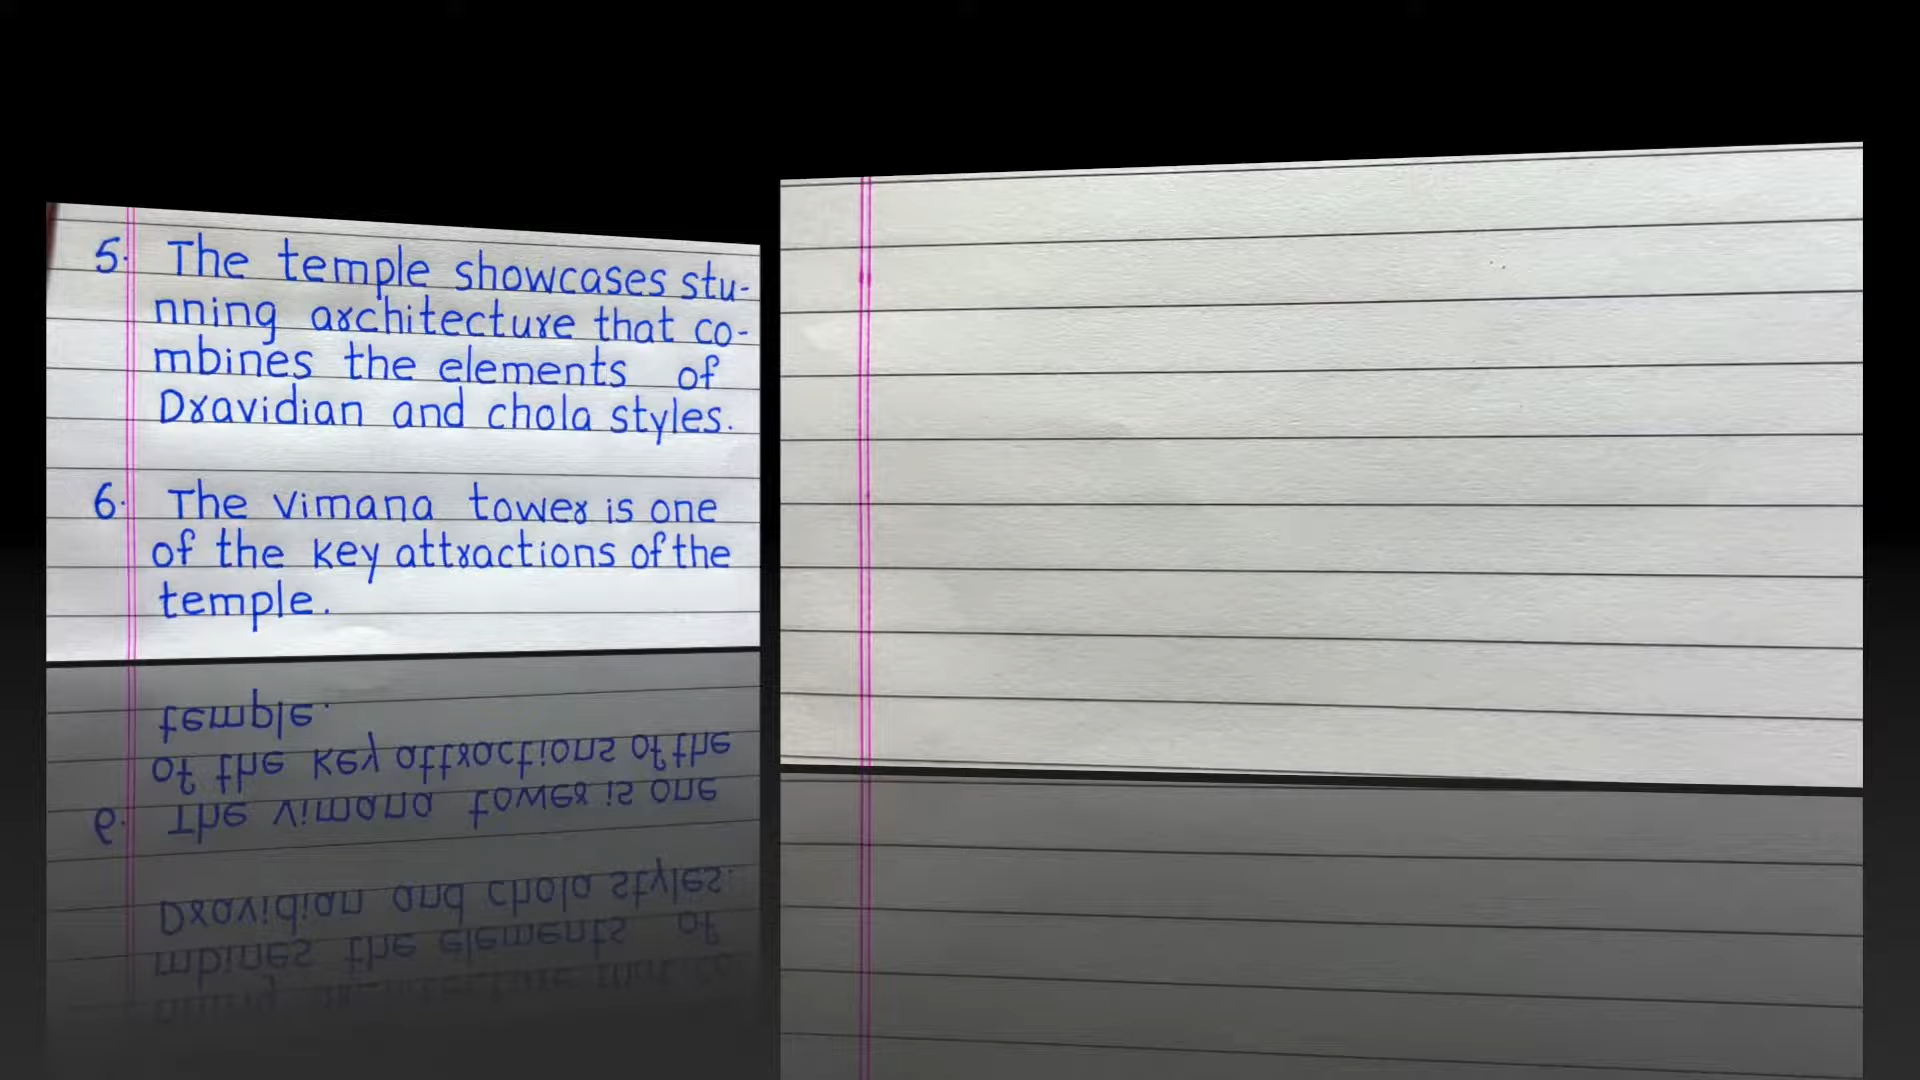 5. The temple showcases stu-
nning architecture that co-
mbines the elements of
Dravidian and chola styles.
6. The Vimana tower is one
of the key attractions of the
temple.